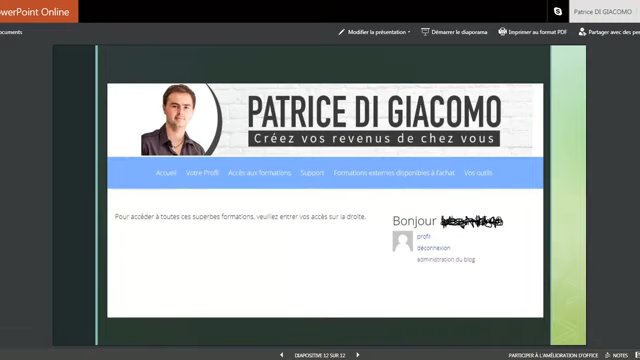 owerPoint Online
Patrice DI GIACOMO
ocuments
Modifier la présentation
Démarrer le diaporama
Imprimer au format PDF
Partager avec des per
PATRICE DI GIACOMO
Créez vos revenus de chez vous
Accueil
Votre Profil
Accès aux formations
Support
Formations externes disponibles à l'achat
Vos outils
Pour accéder à toutes ces superbes formations, veuillez entrer vos accès sur la droite.
Bonjour
profil
déconnexion
administration du blog
DIAPOSITIVE 12 SUR 12
PARTICIPER À L'AMÉLIORATION D'OFFICE
NOTES